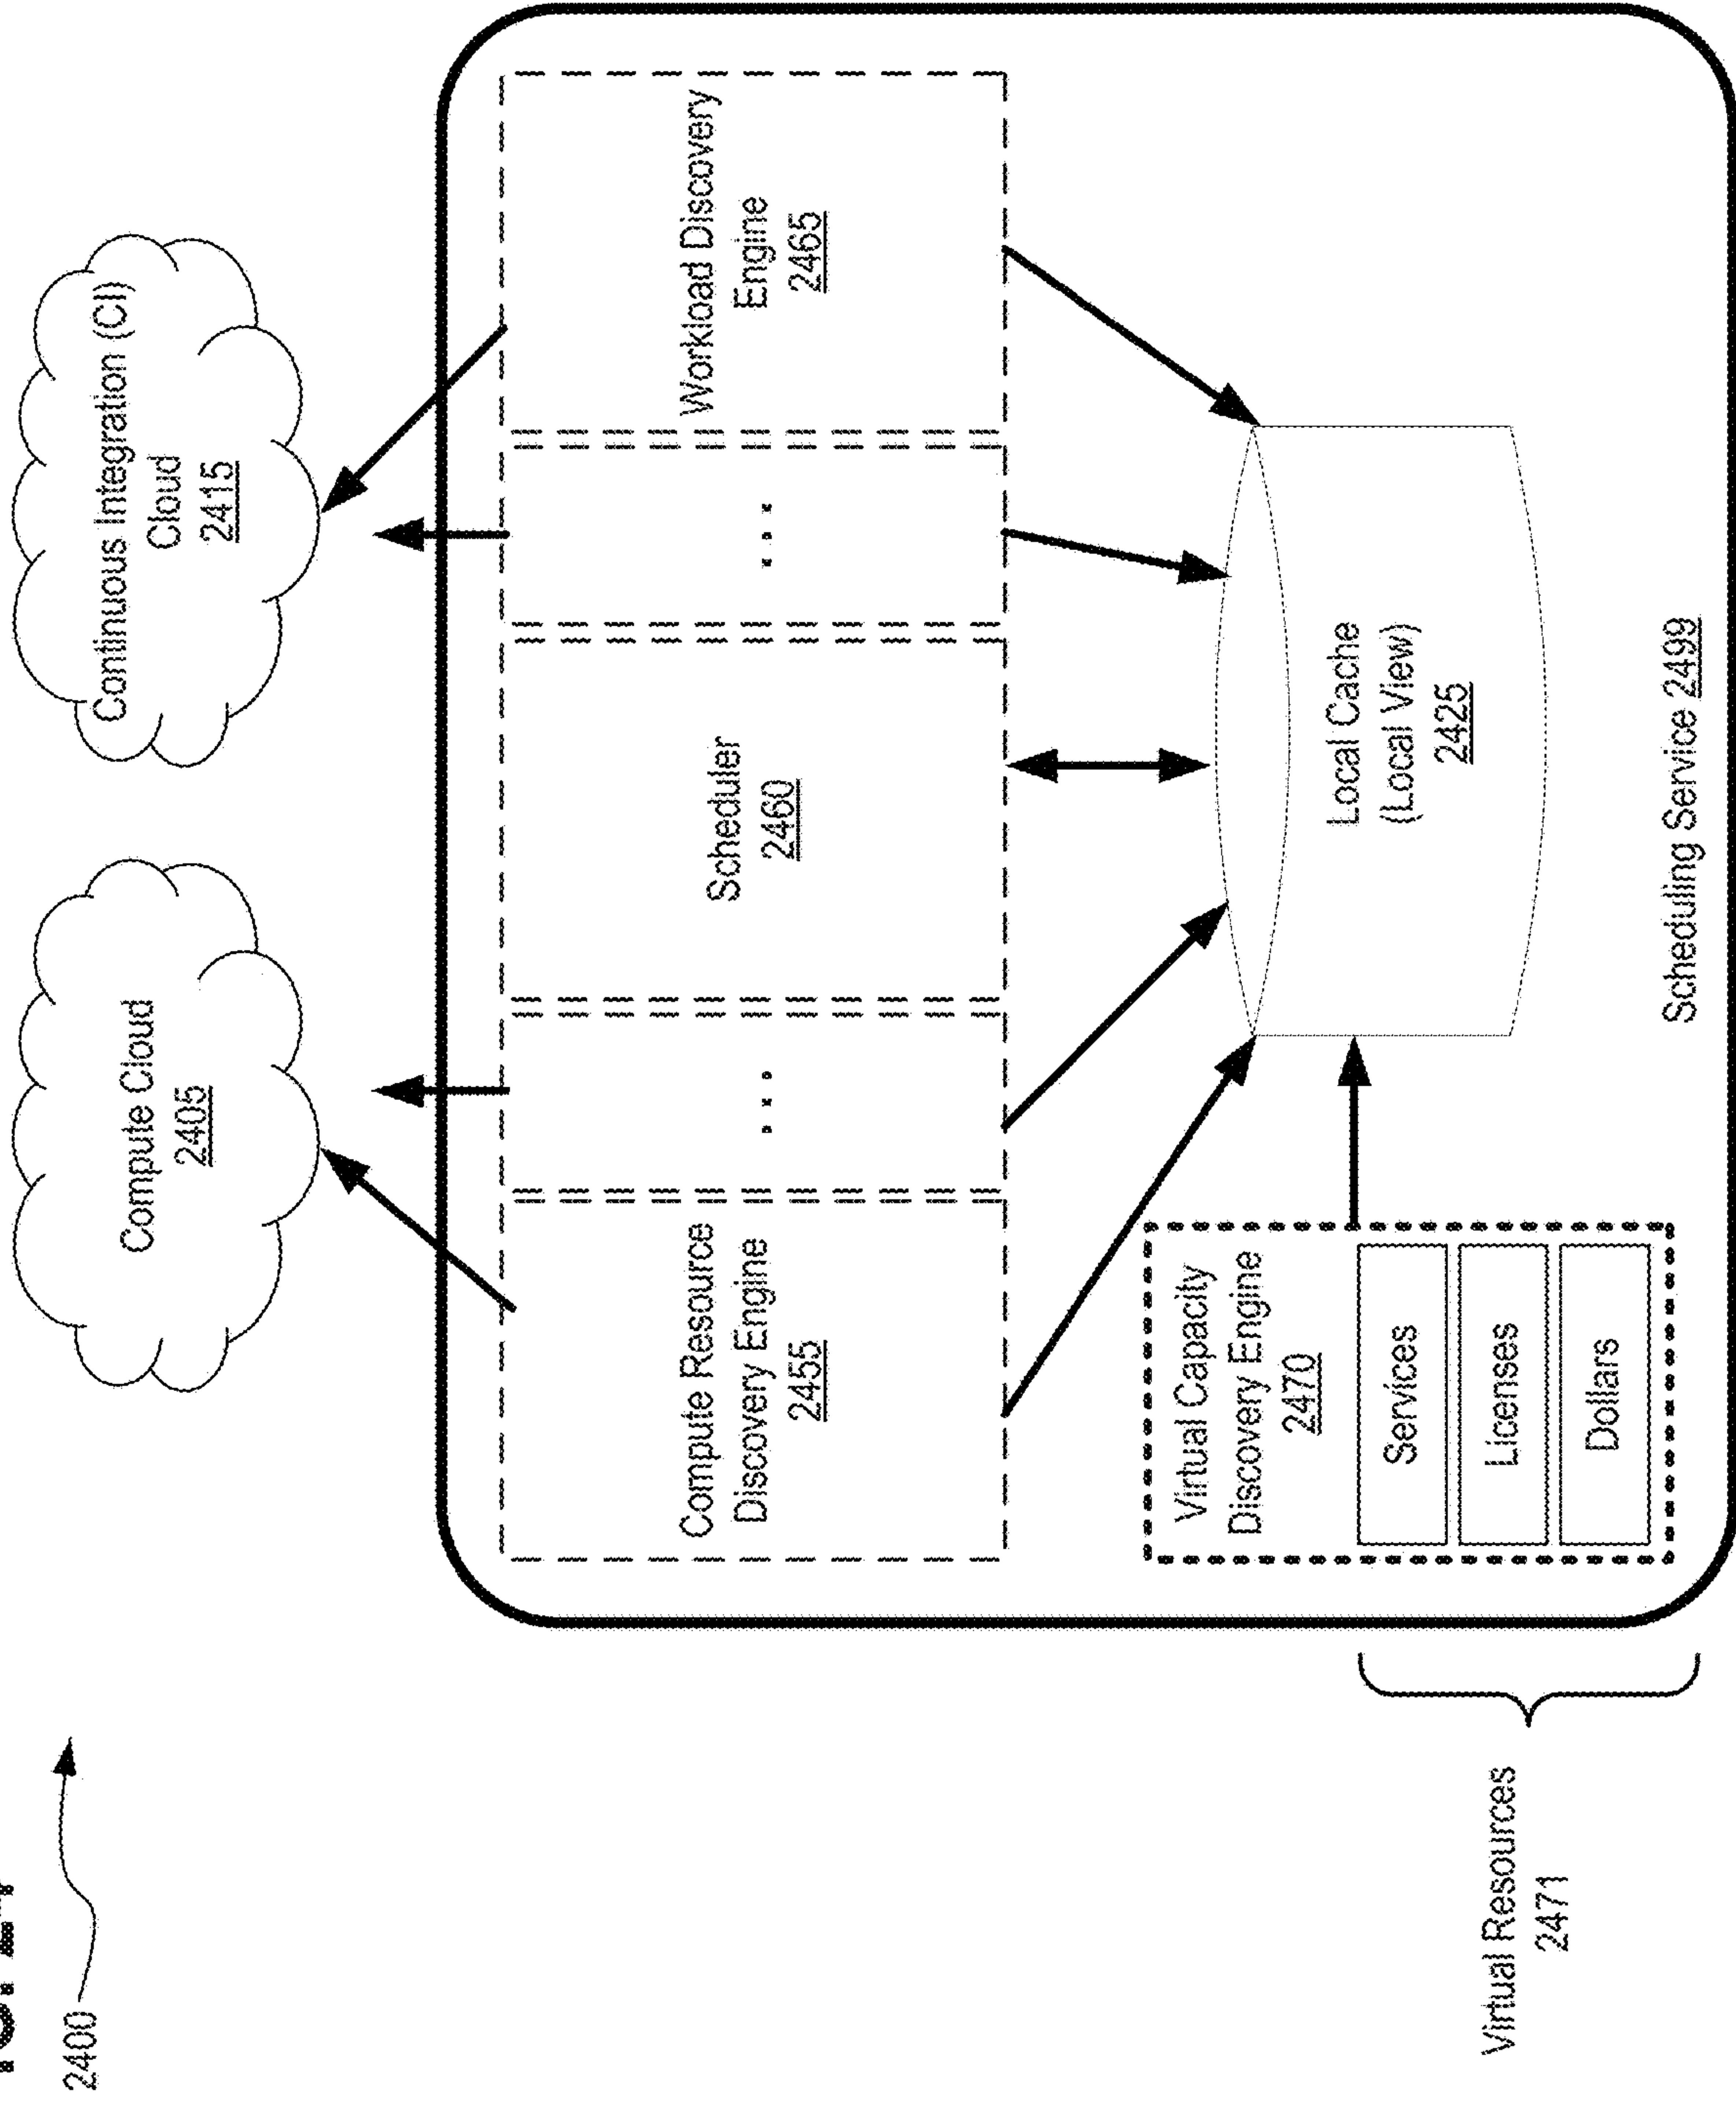 2400
Compute Cloud
2405
Continuous Integration (CI)
Cloud
2415
Compute Resource
Discovery Engine
2455
...
Scheduler
2460
...
Workload Discovery
Engine
2465
Virtual Capacity
Discovery Engine
2470
Services
Licenses
Dollars
Local Cache
(Local View)
2425
Virtual Resources
2471
Scheduling Service 2499